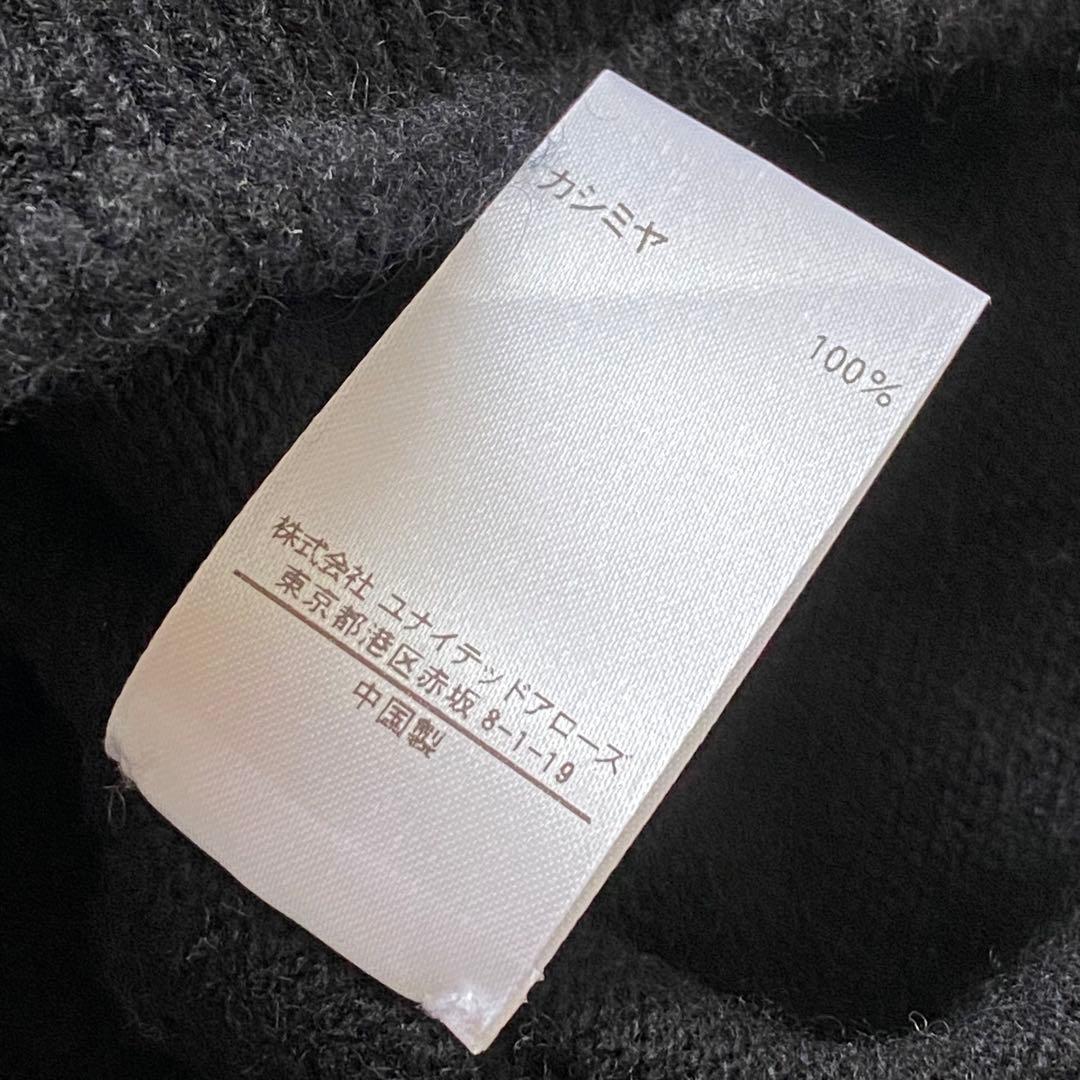 カシミヤ
100%
株式会社 ユナイテッドアローズ
東京都港区赤坂 8-1-19
中国製